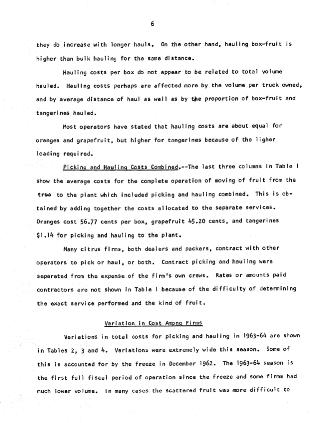 6
they do increase with longer hauls. On the other hand, hauling box-fruit is
higher than bulk hauling for the same distance.
Hauling costs per box do not appear to be related to total volume
hauled. Hauling costs perhaps are affected more by the volume per truck owned,
and by average distance of haul as well as by the proportion of box-fruit and
tangerines hauled.
Most operators have stated that hauling costs are about equal for
oranges and grapefruit, but higher for tangerines because of the ligher
loading required.
Picking and Hauling Costs Combined.--The last three columns in Table I
show the average costs for the complete operation of moving of fruit from the
tree to the plant which included picking and hauling combined. This is ob-
tained by adding together the costs allocated to the separate services.
Oranges cost 56.77 cents per box, grapefruit 45.20 cents, and tangerines
$1.14 for picking and hauling to the plant.
Many citrus firms, both dealers and packers, contract with other
operators to pick or haul, or both. Contract picking and hauling were
separated from the expense of the firm's own crews. Rates or amounts paid
contractors are not shown in Table I because of the difficulty of determining
the exact service performed and the kind of fruit.
Variation in Cost Among Firms
Variations in total costs for picking and hauling in 1963-64 are shown
in Tables 2, 3 and 4. Variations were extremely wide this season. Some of
this is accounted for by the freeze in December 1962. The 1963-64 season is
the first full fiscal period of operation since the freeze and some firms had
much lower volume. In many cases the scattered fruit was more difficult to